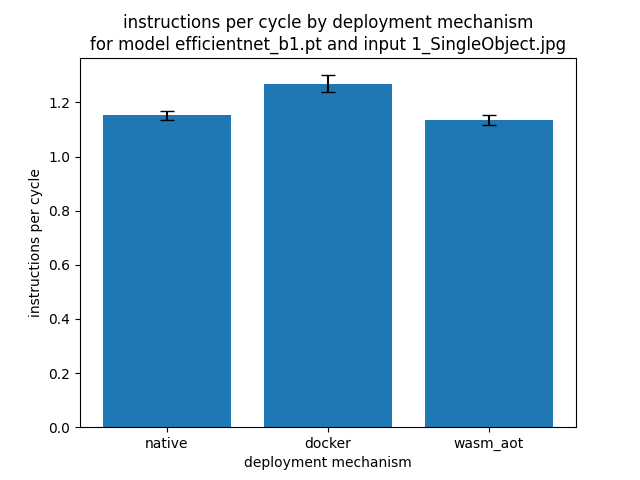 instructions per cycle by deployment mechanism
for model efficientnet_b1.pt and input 1_SingleObject.jpg
instructions per cycle
1.2
1.0
0.8
0.6
0.4
0.2
0.0
native
docker
wasm_aot
deployment mechanism